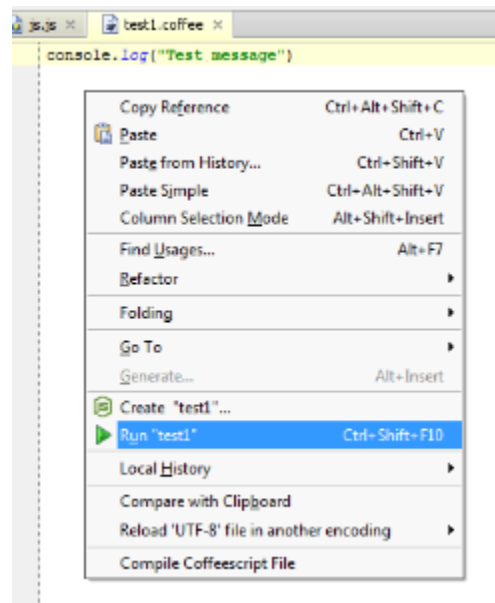 js.js × test1.coffee ×
console.log("Test message")
Copy Reference Ctrl+Alt+Shift+C
Paste Ctrl+V
Paste from History... Ctrl+Shift+V
Paste Simple Ctrl+Alt+Shift+V
Column Selection Mode Alt+Shift+Insert
Find Usages... Alt+F7
Refactor
Folding
Go To
Generate... Alt+Insert
Create "test1"...
Run "test1" Ctrl+Shift+F10
Local History
Compare with Clipboard
Reload 'UTF-8' file in another encoding
Compile Coffeescript File